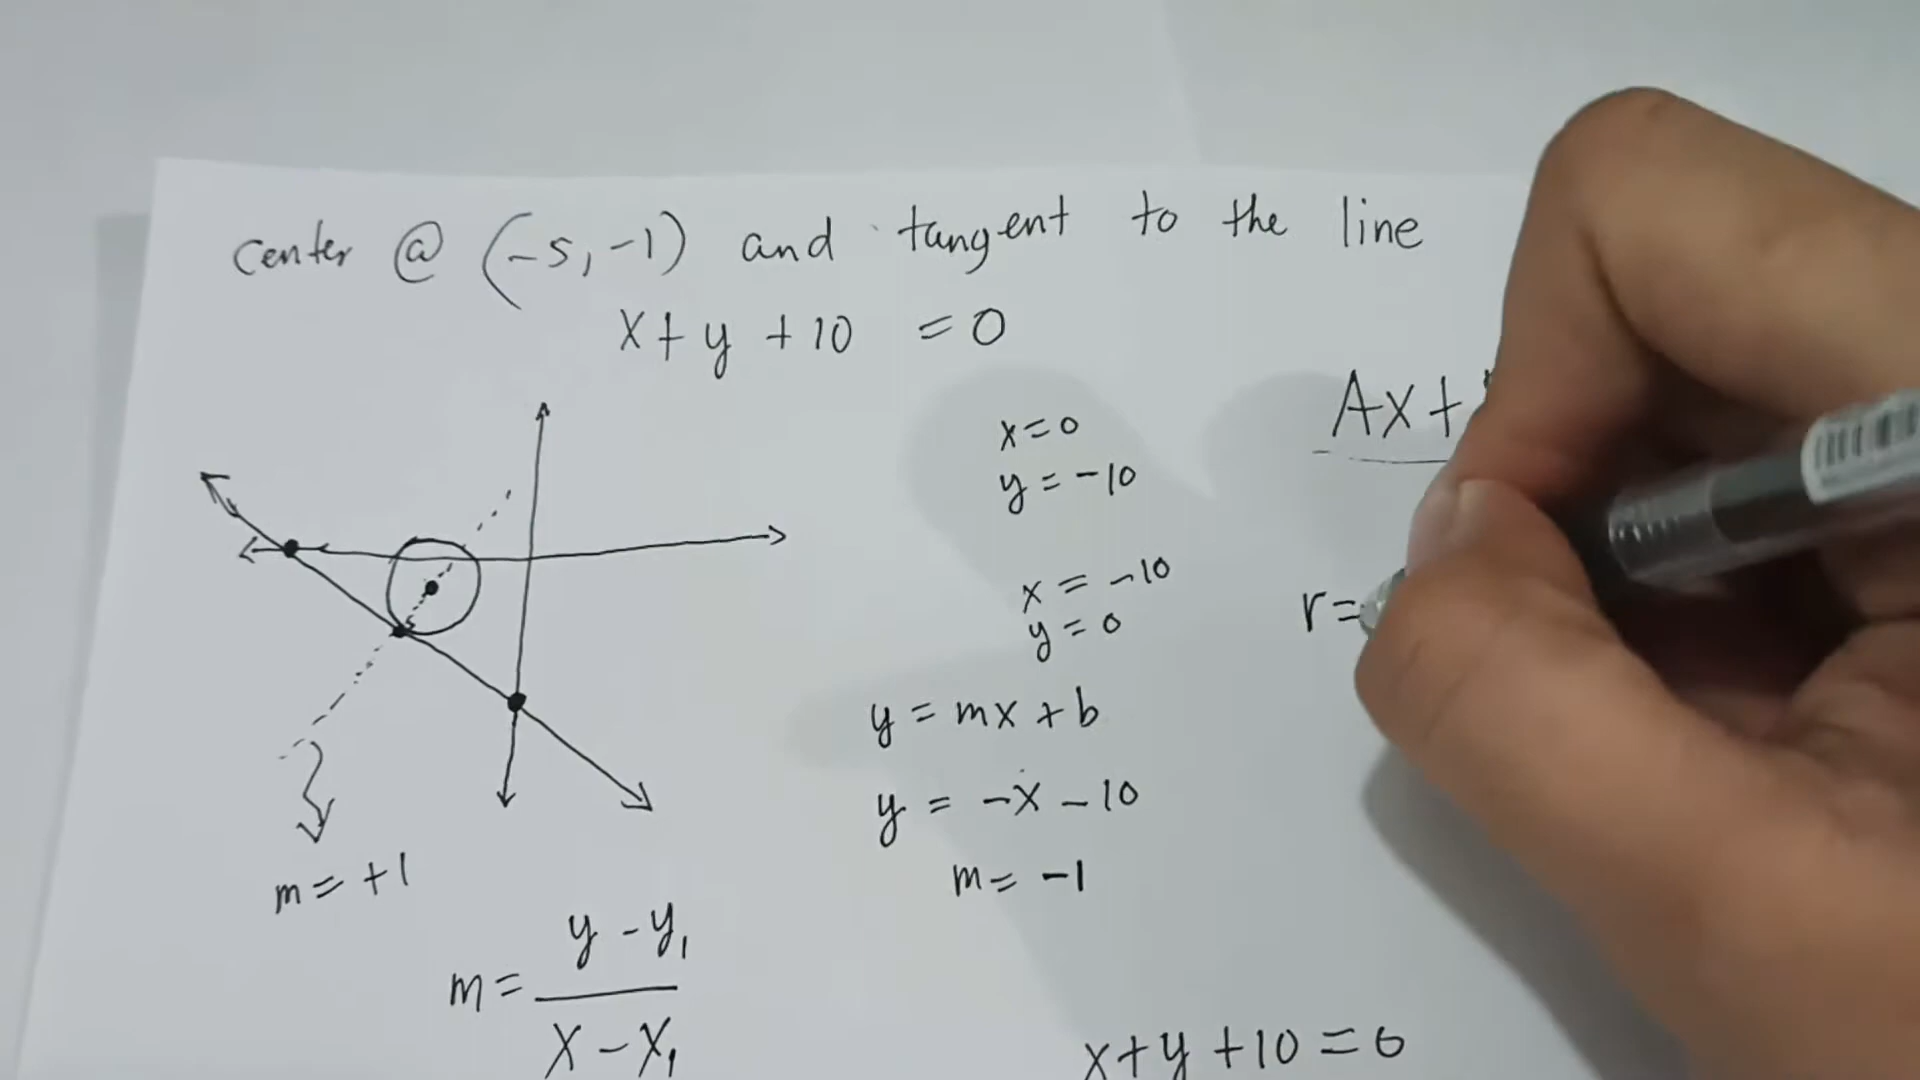 center @ (-5, -1) and tangent to the line
x + y + 10 = 0
x = 0
y = -10
x = -10
y = 0
y = mx + b
y = -x - 10
m = -1
m = +1
m = y - y₁ / x - x₁
x + y + 10 = 0
Ax +
r =